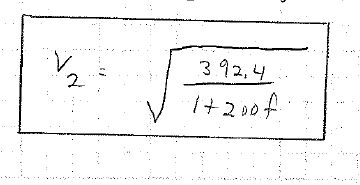 V₂ = √(392.4 / (1 + 200f))